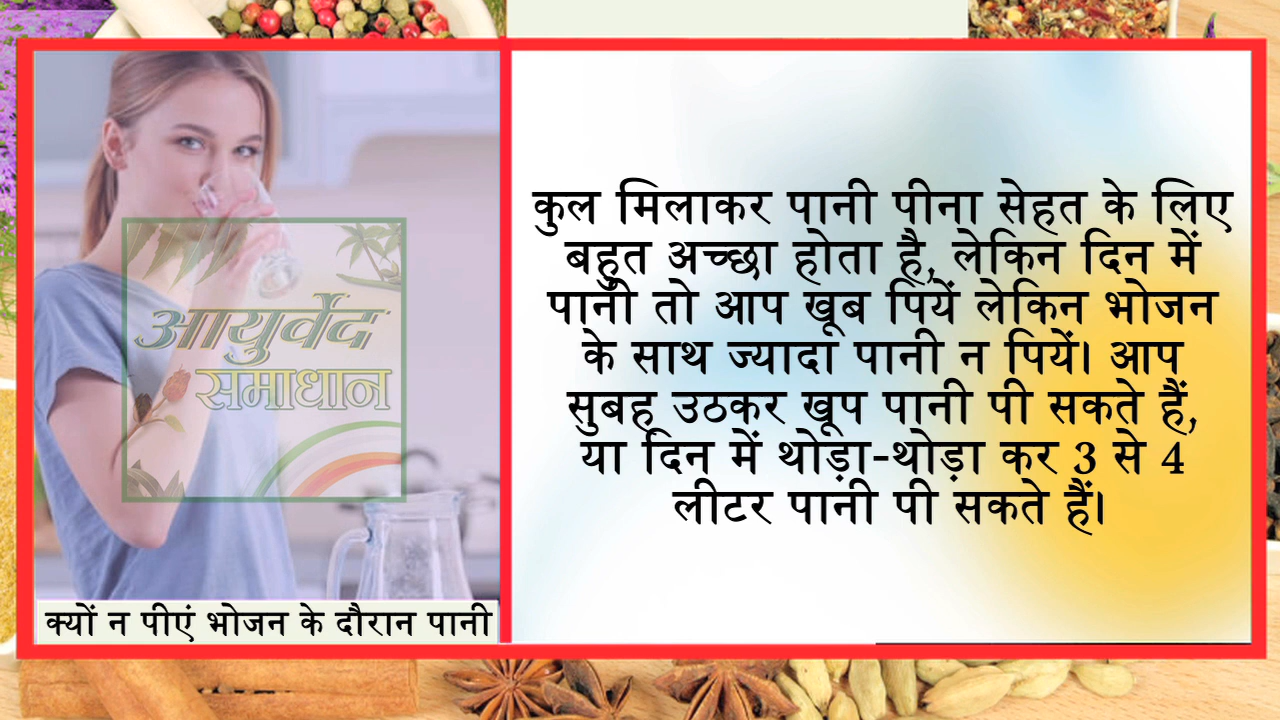 आयुर्वेद
समाधान
क्यों न पीएं भोजन के दौरान पानी
कुल मिलाकर पानी पीना सेहत के लिए
बहुत अच्छा होता है, लेकिन दिन में
पानी तो आप खूब पियें लेकिन भोजन
के साथ ज्यादा पानी न पियें। आप
सुबह उठकर खूप पानी पी सकते हैं,
या दिन में थोड़ा-थोड़ा कर 3 से 4
लीटर पानी पी सकते हैं।